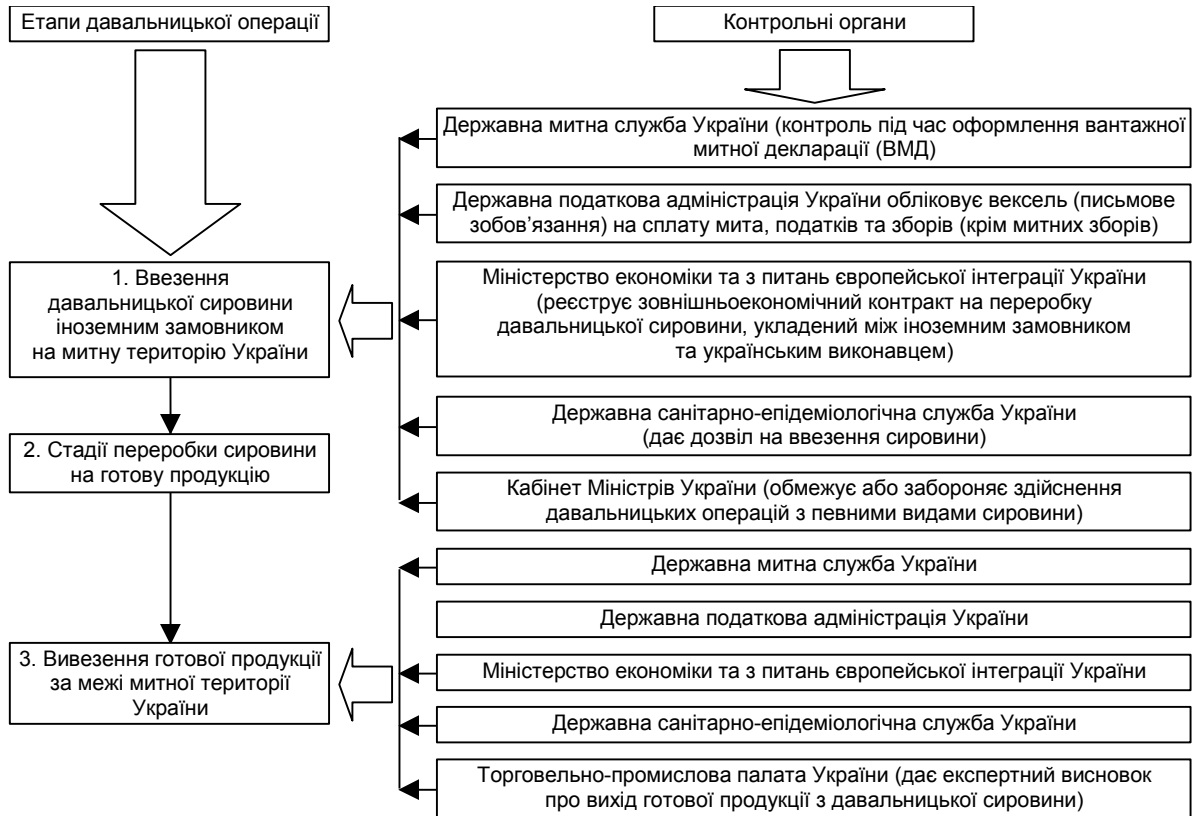 Етапи давальницької операції
Контрольні органи
Державна митна служба України (контроль під час оформлення вантажної
митної декларації (ВМД)
Державна податкова адміністрація України обліковує вексель (письмове
зобов’язання) на сплату мита, податків та зборів (крім митних зборів)
1. Ввезення
давальницької сировини
іноземним замовником
на митну територію України
Міністерство економіки та з питань європейської інтеграції України
(реєструє зовнішньоекономічний контракт на переробку
давальницької сировини, укладений між іноземним замовником
та українським виконавцем)
Державна санітарно-епідеміологічна служба України
(дає дозвіл на ввезення сировини)
2. Стадії переробки сировини
на готову продукцію
Кабінет Міністрів України (обмежує або забороняє здійснення
давальницьких операцій з певними видами сировини)
Державна митна служба України
Державна податкова адміністрація України
3. Вивезення готової продукції
за межі митної території
України
Міністерство економіки та з питань європейської інтеграції України
Державна санітарно-епідеміологічна служба України
Торговельно-промислова палата України (дає експертний висновок
про вихід готової продукції з давальницької сировини)